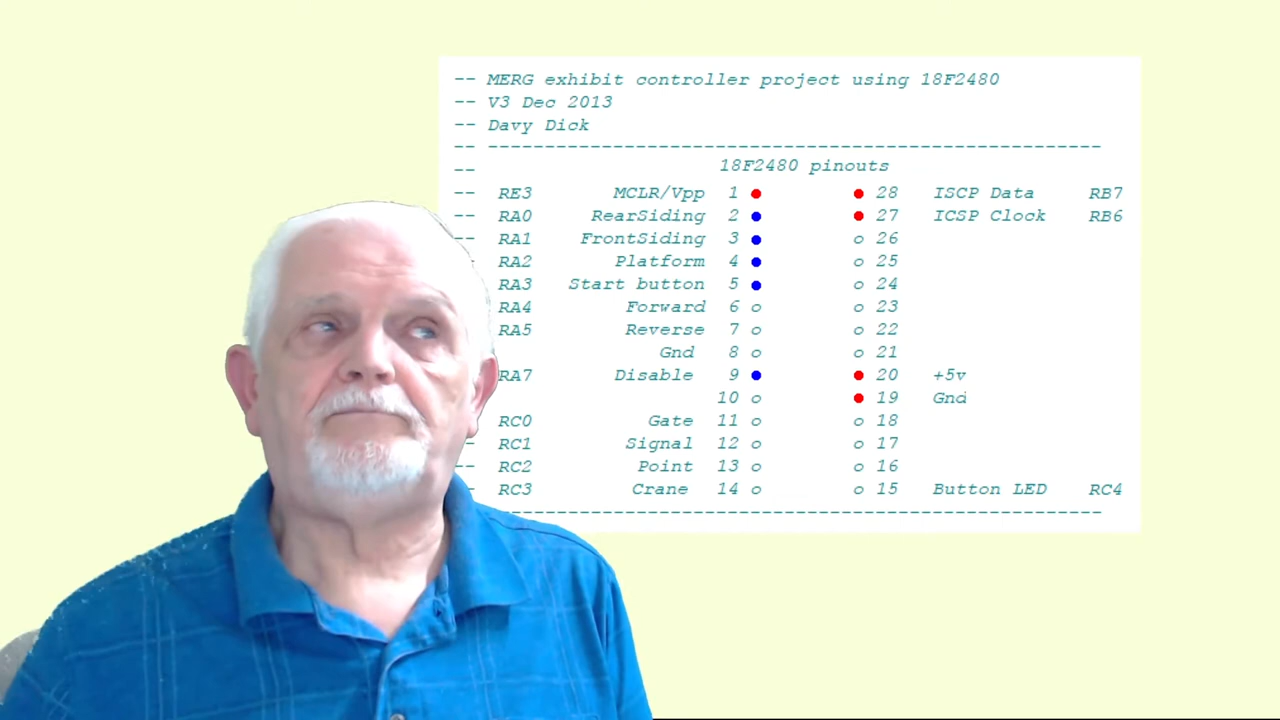 -- MERG exhibit controller project using 18F2480
-- V3 Dec 2013
-- Davy Dick
-- ------------------------------------------------------
-- 18F2480 pinouts
-- RE3 MCLR/Vpp 1 ● ● 28 ISCP Data RB7
-- RA0 RearSiding 2 ● ● 27 ICSP Clock RB6
-- RA1 FrontSiding 3 ● o 26
RA2 Platform 4 ● o 25
RA3 Start button 5 ● o 24
RA4 Forward 6 o o 23
RA5 Reverse 7 o o 22
Gnd 8 o o 21
RA7 Disable 9 ● ● 20 +5v
10 o ● 19 Gnd
RC0 Gate 11 o o 18
- RC1 Signal 12 o o 17
-- RC2 Point 13 o o 16
RC3 Crane 14 o o 15 Button LED RC4
------------------------------------------------------